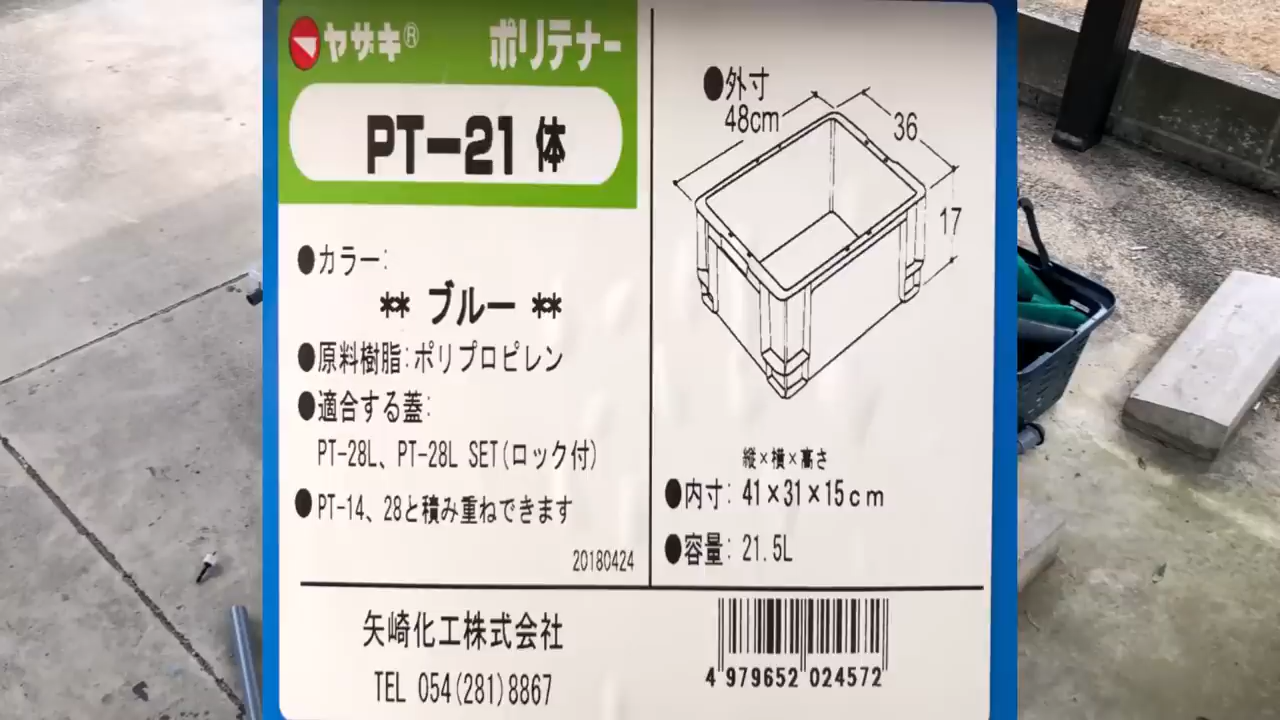 ヤザキ® ポリテナー
PT-21 体
●カラー:
** ブルー **
●原料樹脂:ポリプロピレン
●適合する蓋:
PT-28L、PT-28L SET(ロック付)
●PT-14、28と積み重ねできます
20180424
●外寸
48cm
36
17
縦×横×高さ
●内寸: 41×31×15cm
●容量: 21.5L
矢崎化工株式会社
TEL 054(281)8867
4 979652 024572